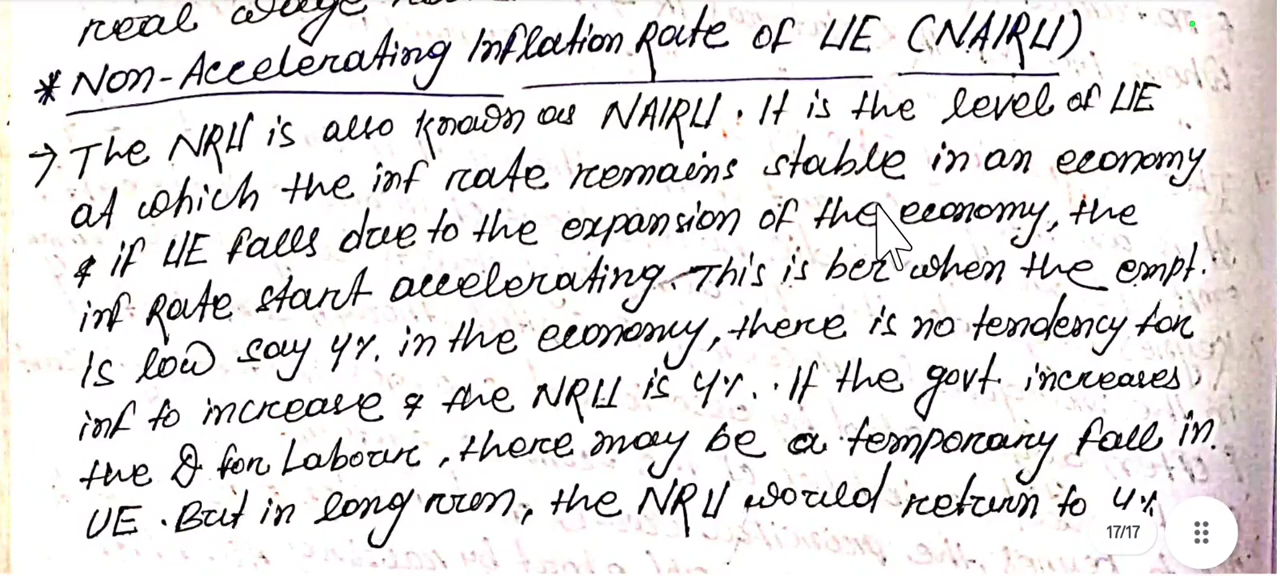 real wage
* Non-Accelerating Inflation Rate of UE (NAIRU)
→ The NRU is also known as NAIRU. It is the level of UE
at which the inf rate remains stable in an economy
& if UE falls due to the expansion of the economy, the
inf Rate start accelerating. This is bcz when the empt.
is low say 4%. in the economy, there is no tendency for
inf to increase & the NRU is 4%. If the govt increases
the D for Labour, there may be a temporary fall in
UE. But in long run, the NRU would return to 4%
17/17